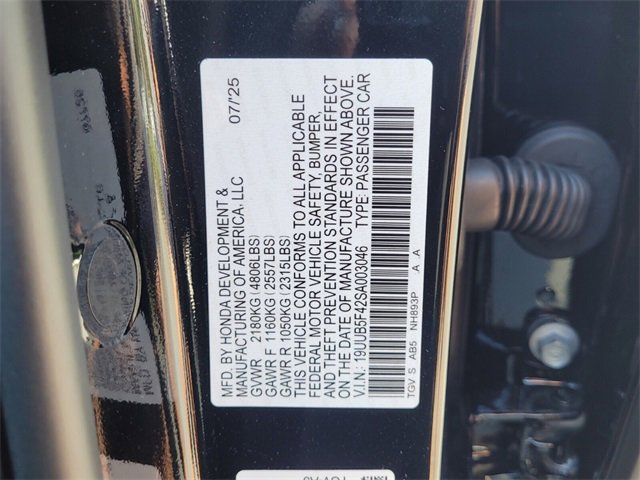 MFD. BY HONDA DEVELOPMENT & 07/'25
MANUFACTURING OF AMERICA, LLC
GVWR 2180KG (4806LBS)
GAWR F 1160KG (2557LBS)
GAWR R 1050KG (2315LBS)
THIS VEHICLE CONFORMS TO ALL APPLICABLE
FEDERAL MOTOR VEHICLE SAFETY, BUMPER,
AND THEFT PREVENTION STANDARDS IN EFFECT
ON THE DATE OF MANUFACTURE SHOWN ABOVE.
V.I.N.: 19UUB5F42SA003046 TYPE: PASSENGER CAR
TGV S AB5 NH893P A A